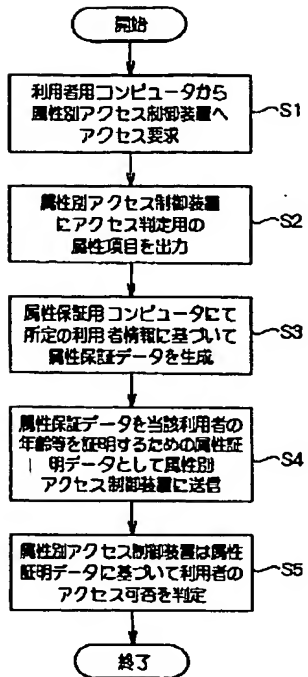 開始
利用者用コンピュータから
属性別アクセス制御装置へ
アクセス要求
S1
属性別アクセス制御装置
にアクセス判定用の
属性項目を出力
S2
属性保証用コンピュータにて
所定の利用者情報に基づいて
属性保証データを生成
S3
属性保証データを当該利用者の
年齢等を証明するための属性証
明データとして属性別
アクセス制御装置に送信
S4
属性別アクセス制御装置は属性
証明データに基づいて利用者の
アクセス可否を判定
S5
終了